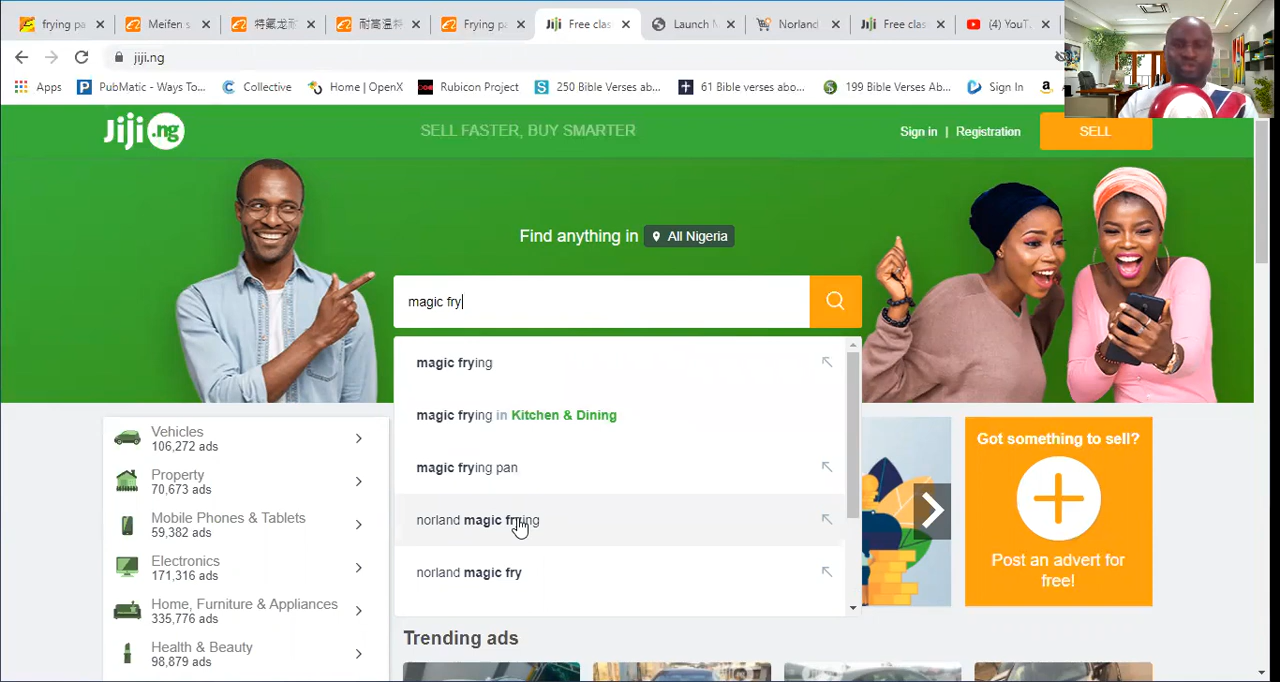 frying pa
Meifen s
特氟龙耐
耐高温特
Frying pa
Free clas
Launch M
Norland
Free clas
(4) YouT
jiji.ng
Apps
PubMatic - Ways To...
Collective
Home | OpenX
Rubicon Project
250 Bible Verses ab...
61 Bible verses abo...
199 Bible Verses Ab...
Sign In
A
Jiji .ng
SELL FASTER, BUY SMARTER
Sign in | Registration
SELL
Find anything in All Nigeria
magic fry
magic frying
magic frying in Kitchen & Dining
magic frying pan
norland magic frying
norland magic fry
Vehicles
106,272 ads
Property
70,673 ads
Mobile Phones & Tablets
59,382 ads
Electronics
171,316 ads
Home, Furniture & Appliances
335,776 ads
Health & Beauty
98,879 ads
Got something to sell?
Post an advert for
free!
Trending ads